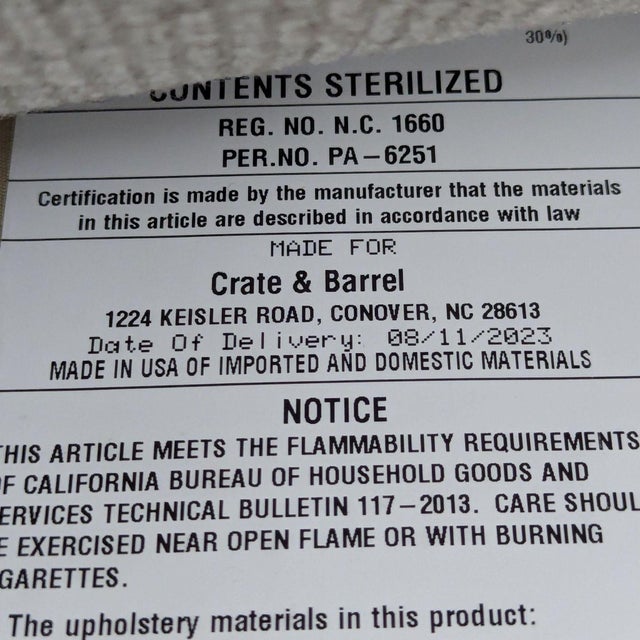 30%)
CONTENTS STERILIZED
REG. NO. N.C. 1660
PER.NO. PA-6251
Certification is made by the manufacturer that the materials
in this article are described in accordance with law
MADE FOR
Crate & Barrel
1224 KEISLER ROAD, CONOVER, NC 28613
Date Of Delivery: 08/11/2023
MADE IN USA OF IMPORTED AND DOMESTIC MATERIALS
NOTICE
THIS ARTICLE MEETS THE FLAMMABILITY REQUIREMENTS
OF CALIFORNIA BUREAU OF HOUSEHOLD GOODS AND
ERVICES TECHNICAL BULLETIN 117-2013. CARE SHOUL
E EXERCISED NEAR OPEN FLAME OR WITH BURNING
GARETTES.
The upholstery materials in this product: